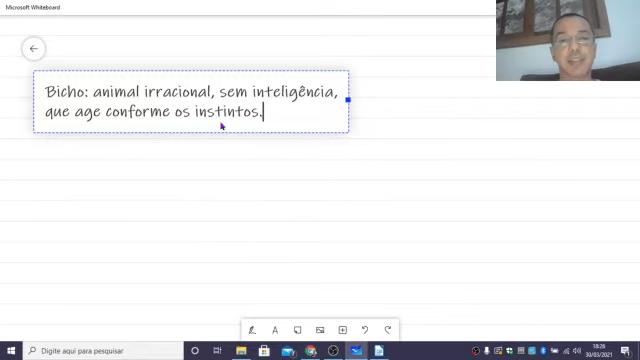 Microsoft Whiteboard
Bicho: animal irracional, sem inteligência,
que age conforme os instintos.
Digite aqui para pesquisar
18:26
30/03/2021